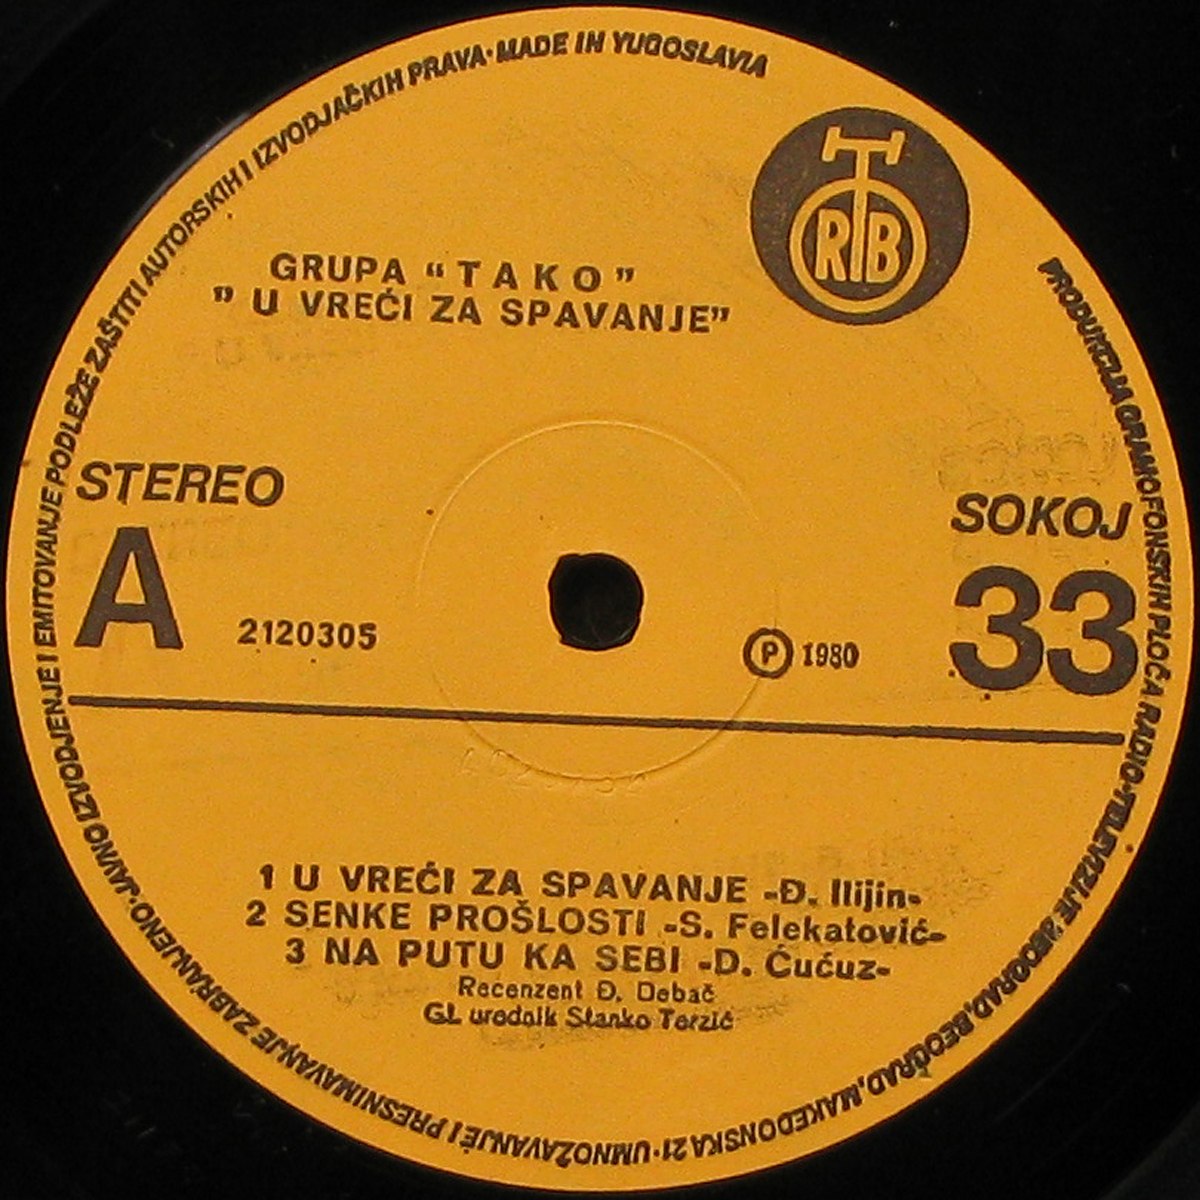 PRODUKCIJA GRAMOFONSKIH PLOČA RADIO-TELEVIZIJE BEOGRAD, BEOGRAD, MAKEDONSKA 21 · UMNOŽAVANJE I PRESNIMAVANJE ZABRANJENO · JAVNO IZVODJENJE I EMITOVANJE PODLEŽE ZAŠTITI AUTORSKIH I IZVODJAČKIH PRAVA · MADE IN YUGOSLAVIA
RTB
GRUPA “TAKO”
” U VREĆI ZA SPAVANJE”
STEREO
SOKOJ
A
33
2120305
Ⓟ 1980
1 U VREĆI ZA SPAVANJE -Đ. Ilijin-
2 SENKE PROŠLOSTI -S. Felekatović-
3 NA PUTU KA SEBI -D. Ćućuz-
Recenzent Đ. Debač
Gl. urednik Stanko Terzić